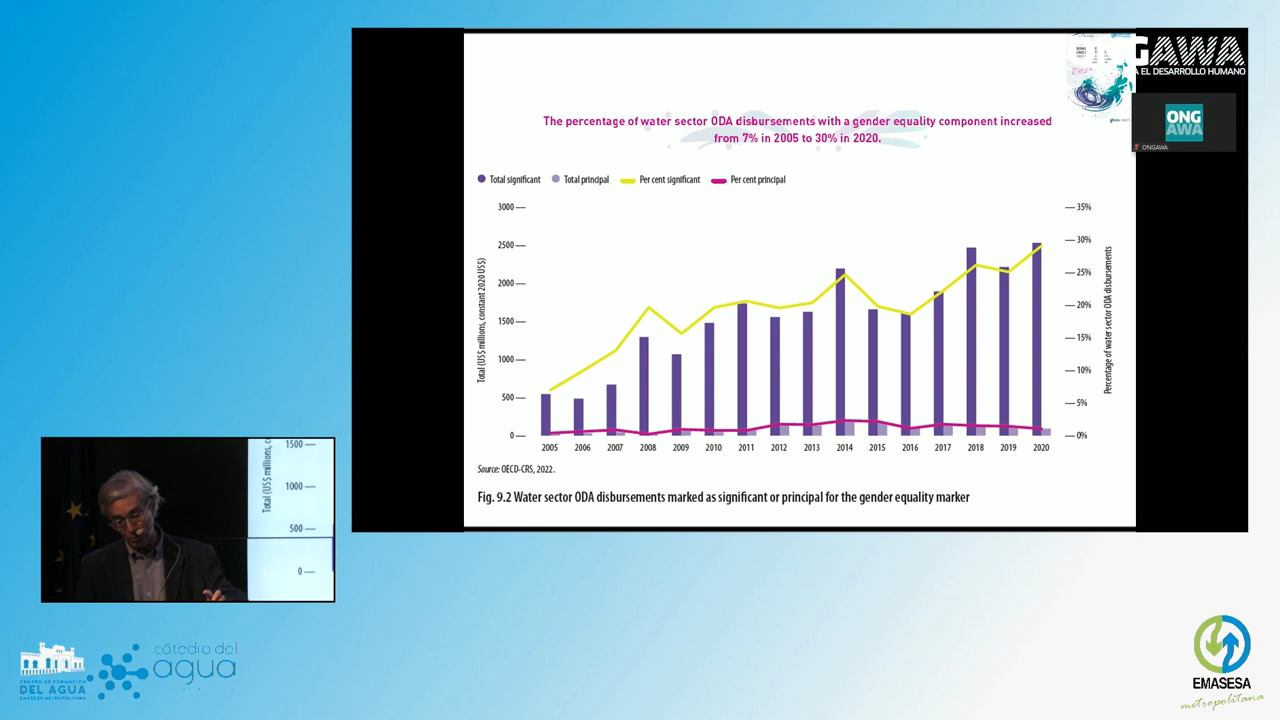 GAWA
A EL DESARROLLO HUMANO
ONG
AWA
ONGAWA
The percentage of water sector ODA disbursements with a gender equality component increased
from 7% in 2005 to 30% in 2020.
Total significant
Total principal
Per cent significant
Per cent principal
Total (US$ millions, constant 2020 US$)
3000
2500
2000
1500
1000
500
0
35%
30%
25%
20%
15%
10%
5%
0%
Percentage of water sector ODA disbursements
2005 2006 2007 2008 2009 2010 2011 2012 2013 2014 2015 2016 2017 2018 2019 2020
Source: OECD-CRS, 2022.
Fig. 9.2 Water sector ODA disbursements marked as significant or principal for the gender equality marker
Total (US$ millions, c
1500
1000
500
0
CENTRO DE FORMACIÓN
DEL AGUA
EMASESA METROPOLITANA
cátedra del
agua
EMASESA
metropolitana